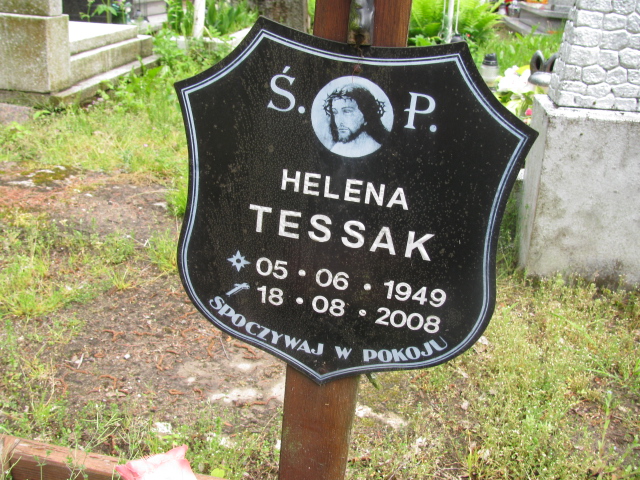 Ś. P.
HELENA
TESSAK
05 · 06 · 1949
18 · 08 · 2008
SPOCZYWAJ W POKOJU